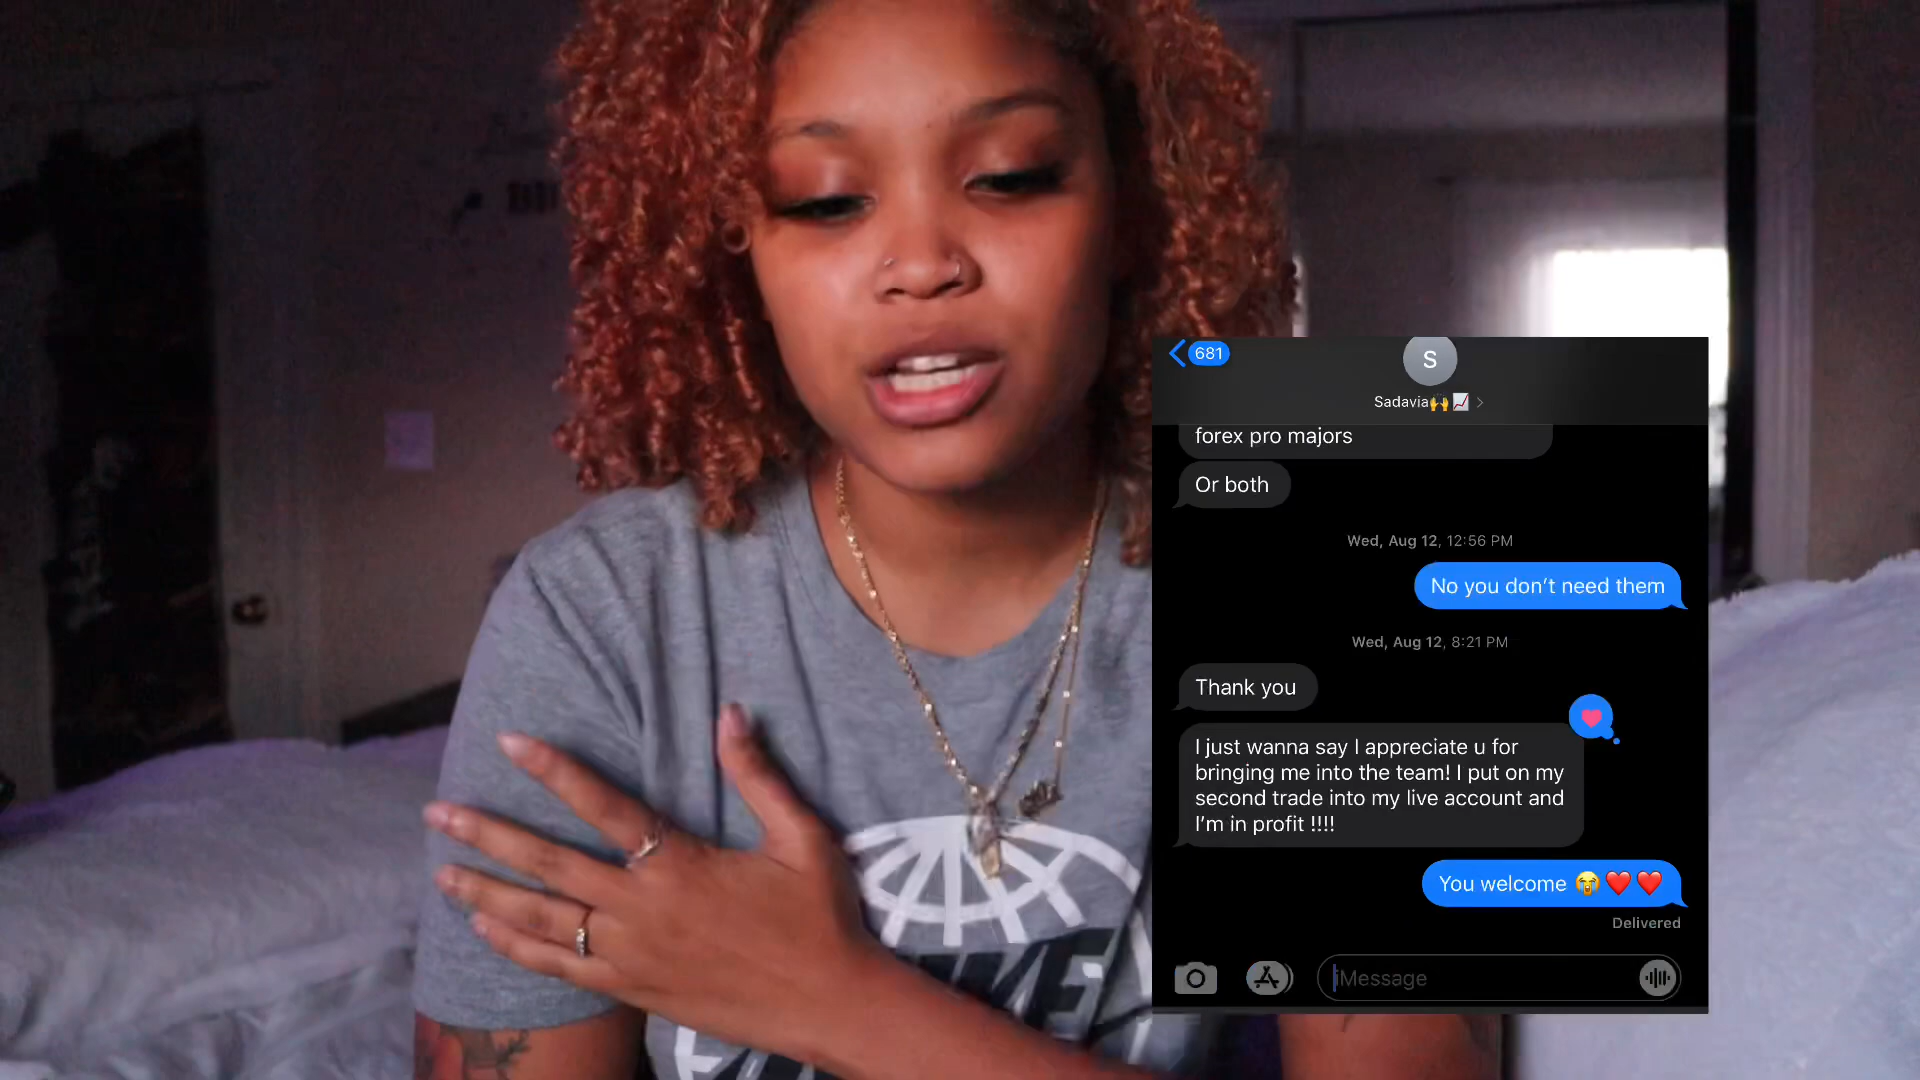 681
S
Sadavia🙌📈
forex pro majors
Or both
Wed, Aug 12, 12:56 PM
No you don't need them
Wed, Aug 12, 8:21 PM
Thank you
I just wanna say I appreciate u for
bringing me into the team! I put on my
second trade into my live account and
I'm in profit !!!!
You welcome 😭❤️❤️
Delivered
iMessage